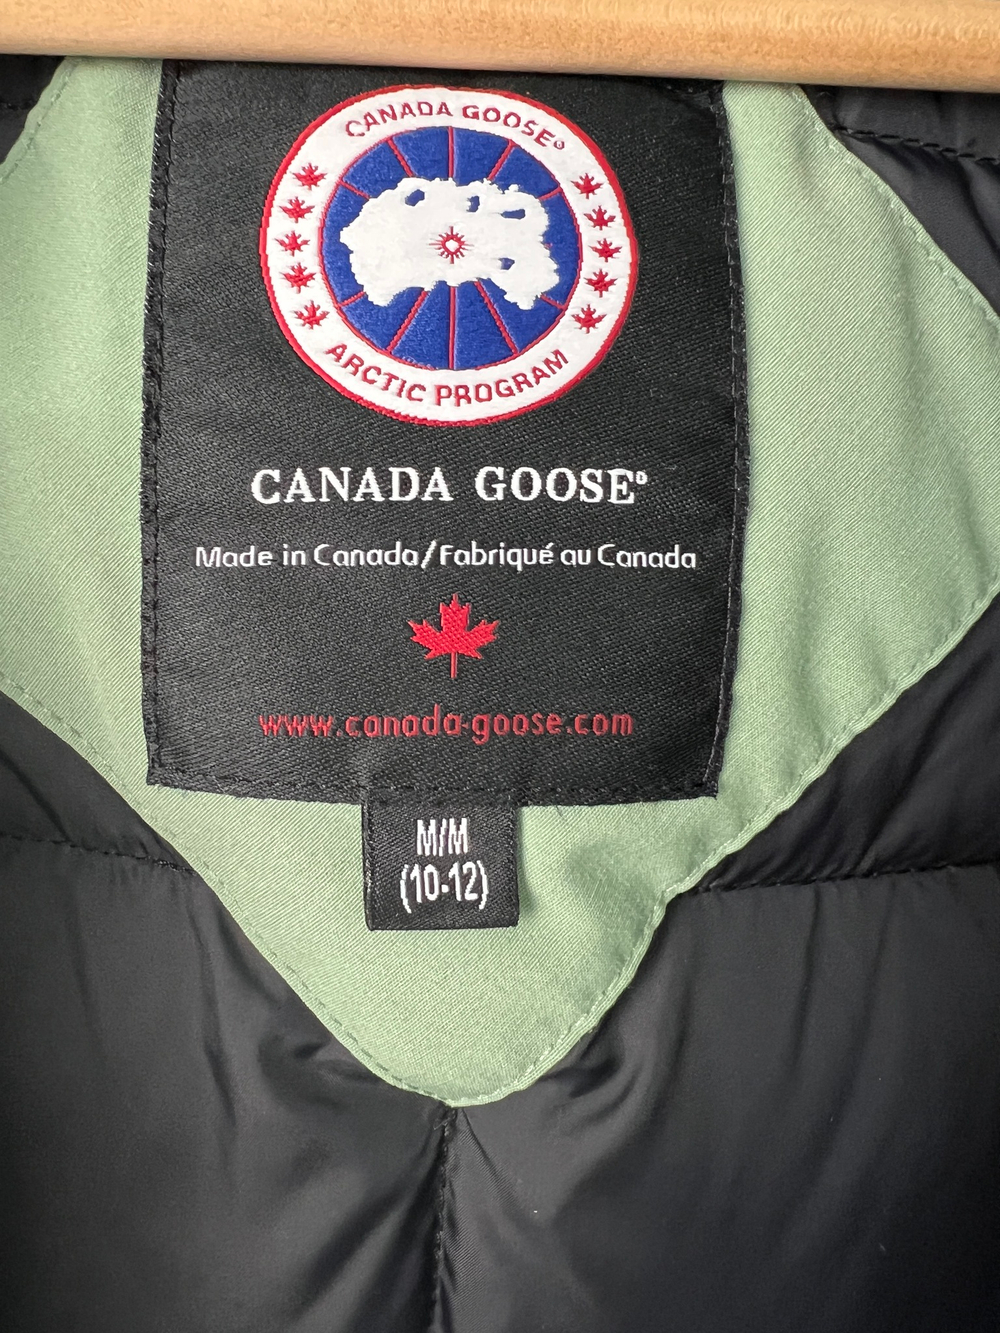 CANADA GOOSE®
ARCTIC PROGRAM
CANADA GOOSE®
Made in Canada/Fabriqué au Canada
www.canada-goose.com
M/M
(10-12)